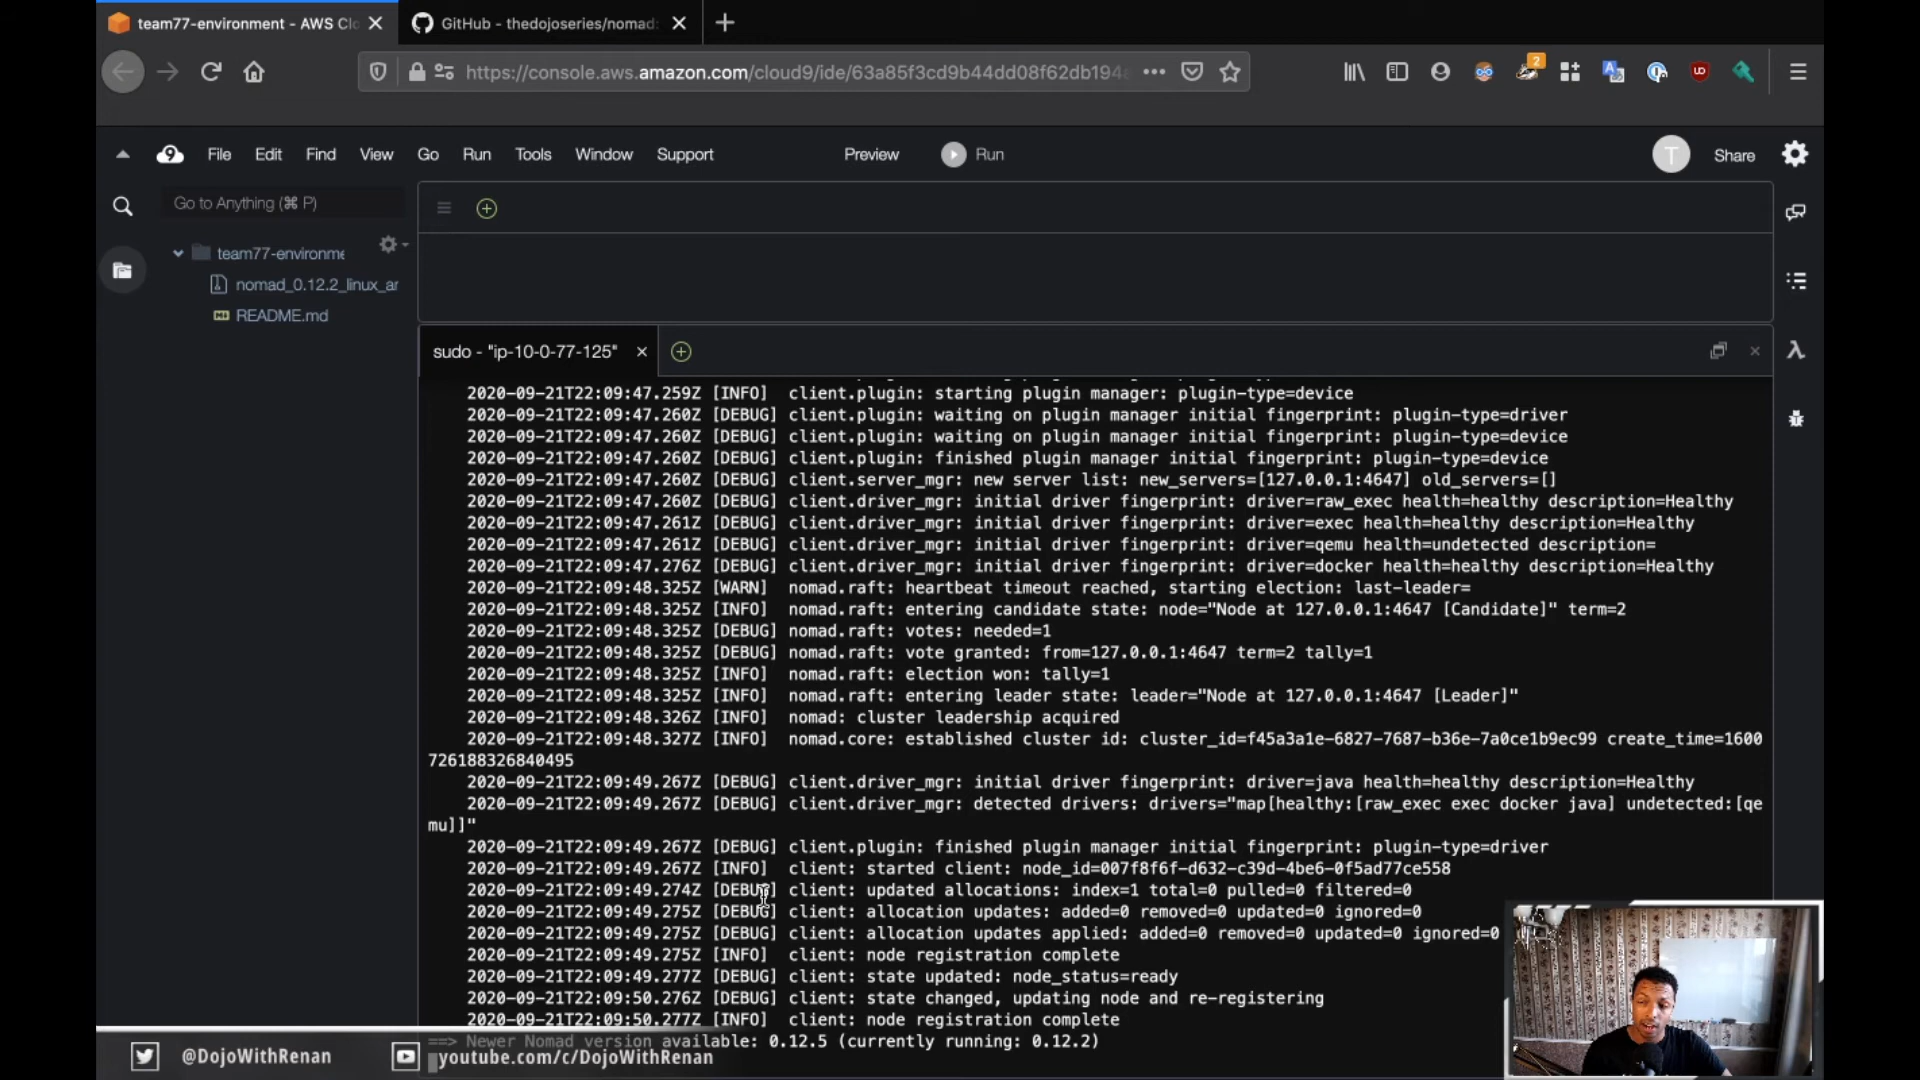 team77-environment - AWS Clo
GitHub - thedojoseries/nomad:
https://console.aws.amazon.com/cloud9/ide/63a85f3cd9b44dd08f62db194a
2
9 File Edit Find View Go Run Tools Window Support Preview Run T Share
Go to Anything (⌘ P)
team77-environme
nomad_0.12.2_linux_ar
README.md
sudo - "ip-10-0-77-125"
2020-09-21T22:09:47.259Z [INFO]  client.plugin: starting plugin manager: plugin-type=device
2020-09-21T22:09:47.260Z [DEBUG] client.plugin: waiting on plugin manager initial fingerprint: plugin-type=driver
2020-09-21T22:09:47.260Z [DEBUG] client.plugin: waiting on plugin manager initial fingerprint: plugin-type=device
2020-09-21T22:09:47.260Z [DEBUG] client.plugin: finished plugin manager initial fingerprint: plugin-type=device
2020-09-21T22:09:47.260Z [DEBUG] client.server_mgr: new server list: new_servers=[127.0.0.1:4647] old_servers=[]
2020-09-21T22:09:47.260Z [DEBUG] client.driver_mgr: initial driver fingerprint: driver=raw_exec health=healthy description=Healthy
2020-09-21T22:09:47.261Z [DEBUG] client.driver_mgr: initial driver fingerprint: driver=exec health=healthy description=Healthy
2020-09-21T22:09:47.261Z [DEBUG] client.driver_mgr: initial driver fingerprint: driver=qemu health=undetected description=
2020-09-21T22:09:47.276Z [DEBUG] client.driver_mgr: initial driver fingerprint: driver=docker health=healthy description=Healthy
2020-09-21T22:09:48.325Z [WARN]  nomad.raft: heartbeat timeout reached, starting election: last-leader=
2020-09-21T22:09:48.325Z [INFO]  nomad.raft: entering candidate state: node="Node at 127.0.0.1:4647 [Candidate]" term=2
2020-09-21T22:09:48.325Z [DEBUG] nomad.raft: votes: needed=1
2020-09-21T22:09:48.325Z [DEBUG] nomad.raft: vote granted: from=127.0.0.1:4647 term=2 tally=1
2020-09-21T22:09:48.325Z [INFO]  nomad.raft: election won: tally=1
2020-09-21T22:09:48.325Z [INFO]  nomad.raft: entering leader state: leader="Node at 127.0.0.1:4647 [Leader]"
2020-09-21T22:09:48.326Z [INFO]  nomad: cluster leadership acquired
2020-09-21T22:09:48.327Z [INFO]  nomad.core: established cluster id: cluster_id=f45a3a1e-6827-7687-b36e-7a0ce1b9ec99 create_time=1600
726188326840495
2020-09-21T22:09:49.267Z [DEBUG] client.driver_mgr: initial driver fingerprint: driver=java health=healthy description=Healthy
2020-09-21T22:09:49.267Z [DEBUG] client.driver_mgr: detected drivers: drivers="map[healthy:[raw_exec exec docker java] undetected:[qe
mu]]"
2020-09-21T22:09:49.267Z [DEBUG] client.plugin: finished plugin manager initial fingerprint: plugin-type=driver
2020-09-21T22:09:49.267Z [INFO]  client: started client: node_id=007f8f6f-d632-c39d-4be6-0f5ad77ce558
2020-09-21T22:09:49.274Z [DEBUG] client: updated allocations: index=1 total=0 pulled=0 filtered=0
2020-09-21T22:09:49.275Z [DEBUG] client: allocation updates: added=0 removed=0 updated=0 ignored=0
2020-09-21T22:09:49.275Z [DEBUG] client: allocation updates applied: added=0 removed=0 updated=0 ignored=0
2020-09-21T22:09:49.275Z [INFO]  client: node registration complete
2020-09-21T22:09:49.277Z [DEBUG] client: state updated: node_status=ready
2020-09-21T22:09:50.276Z [DEBUG] client: state changed, updating node and re-registering
2020-09-21T22:09:50.277Z [INFO]  client: node registration complete
==> Newer Nomad version available: 0.12.5 (currently running: 0.12.2)
@DojoWithRenan youtube.com/c/DojoWithRenan